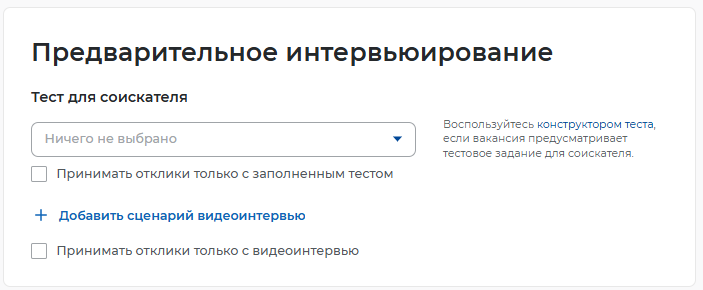 Предварительное интервьюирование
Тест для соискателя
Ничего не выбрано
Воспользуйтесь конструктором теста,
если вакансия предусматривает
тестовое задание для соискателя.
Принимать отклики только с заполненным тестом
+ Добавить сценарий видеоинтервью
Принимать отклики только с видеоинтервью